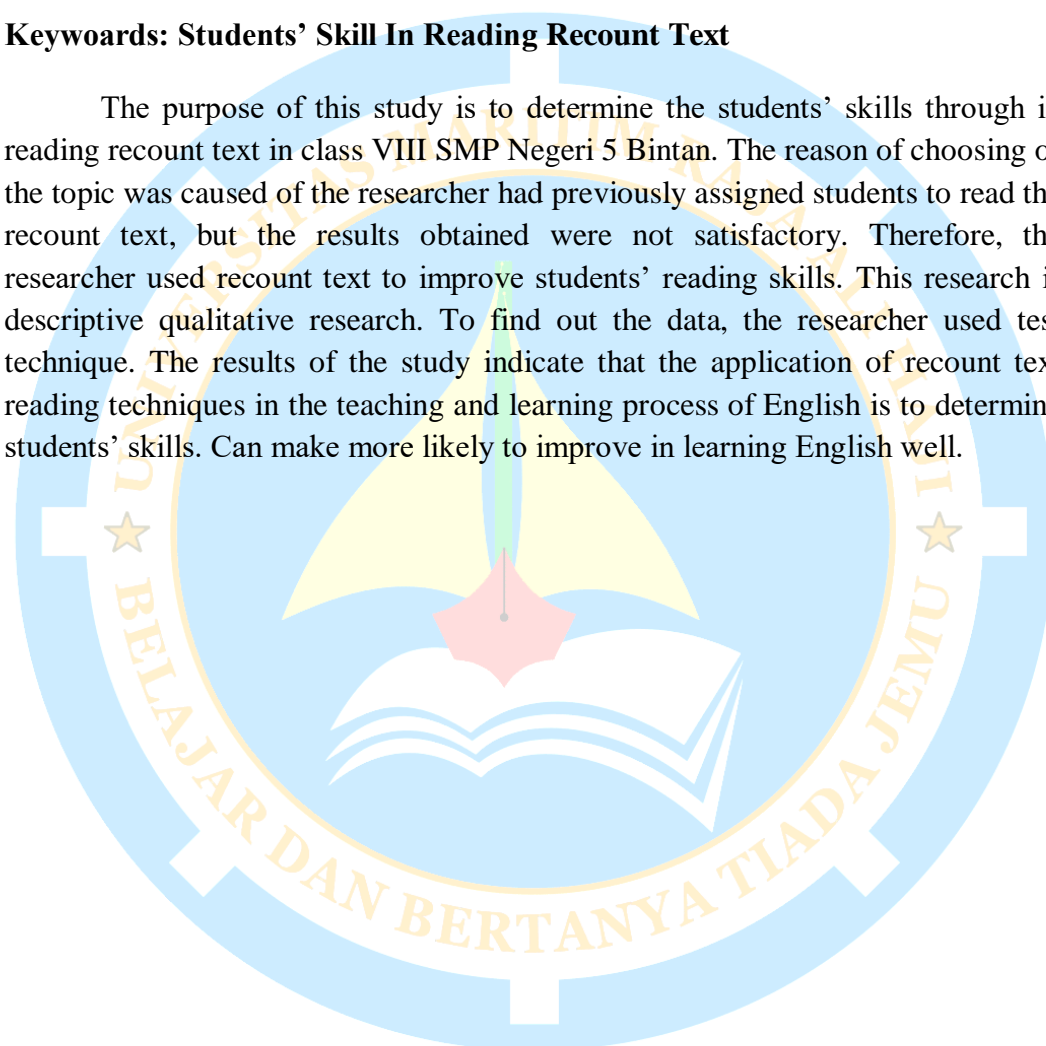 Keywoards: Students’ Skill In Reading Recount Text
The purpose of this study is to determine the students’ skills through i
reading recount text in class VIII SMP Negeri 5 Bintan. The reason of choosing o
the topic was caused of the researcher had previously assigned students to read th
recount text, but the results obtained were not satisfactory. Therefore, th
researcher used recount text to improve students’ reading skills. This research i
descriptive qualitative research. To find out the data, the researcher used tes
technique. The results of the study indicate that the application of recount tex
reading techniques in the teaching and learning process of English is to determin
students’ skills. Can make more likely to improve in learning English well.
UNIVERSITAS MARITIM RAJA ALI HAJI
BELAJAR DAN BERTANYA TIADA JEMU